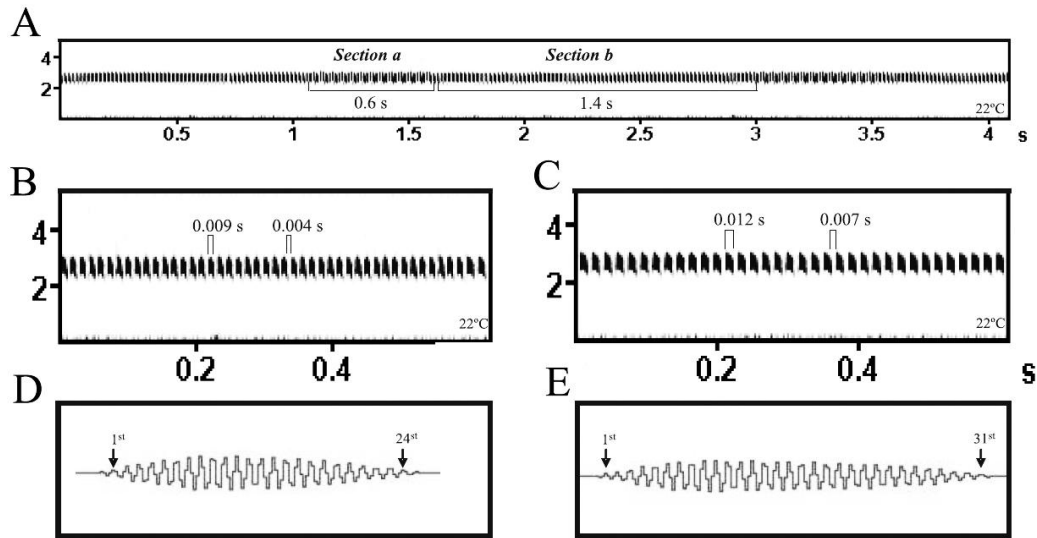 A
Section a Section b
4
2
0.6 s 1.4 s
22ºC
0.5 1 1.5 2 2.5 3 3.5 4 s
B
0.009 s 0.004 s
4
2
22ºC
0.2 0.4
C
0.012 s 0.007 s
4
2
22ºC
0.2 0.4 s
D
1st 24st
E
1st 31st